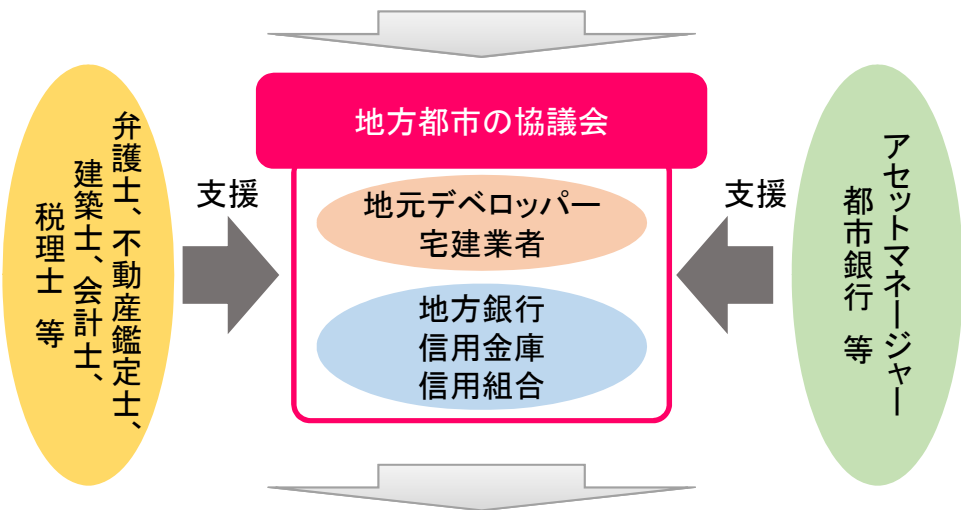 地方都市の協議会
弁護士、不動産鑑定士、
建築士、会計士、
税理士 等
支援
地元デベロッパー
宅建業者
地方銀行
信用金庫
信用組合
支援
アセットマネージャー
都市銀行 等